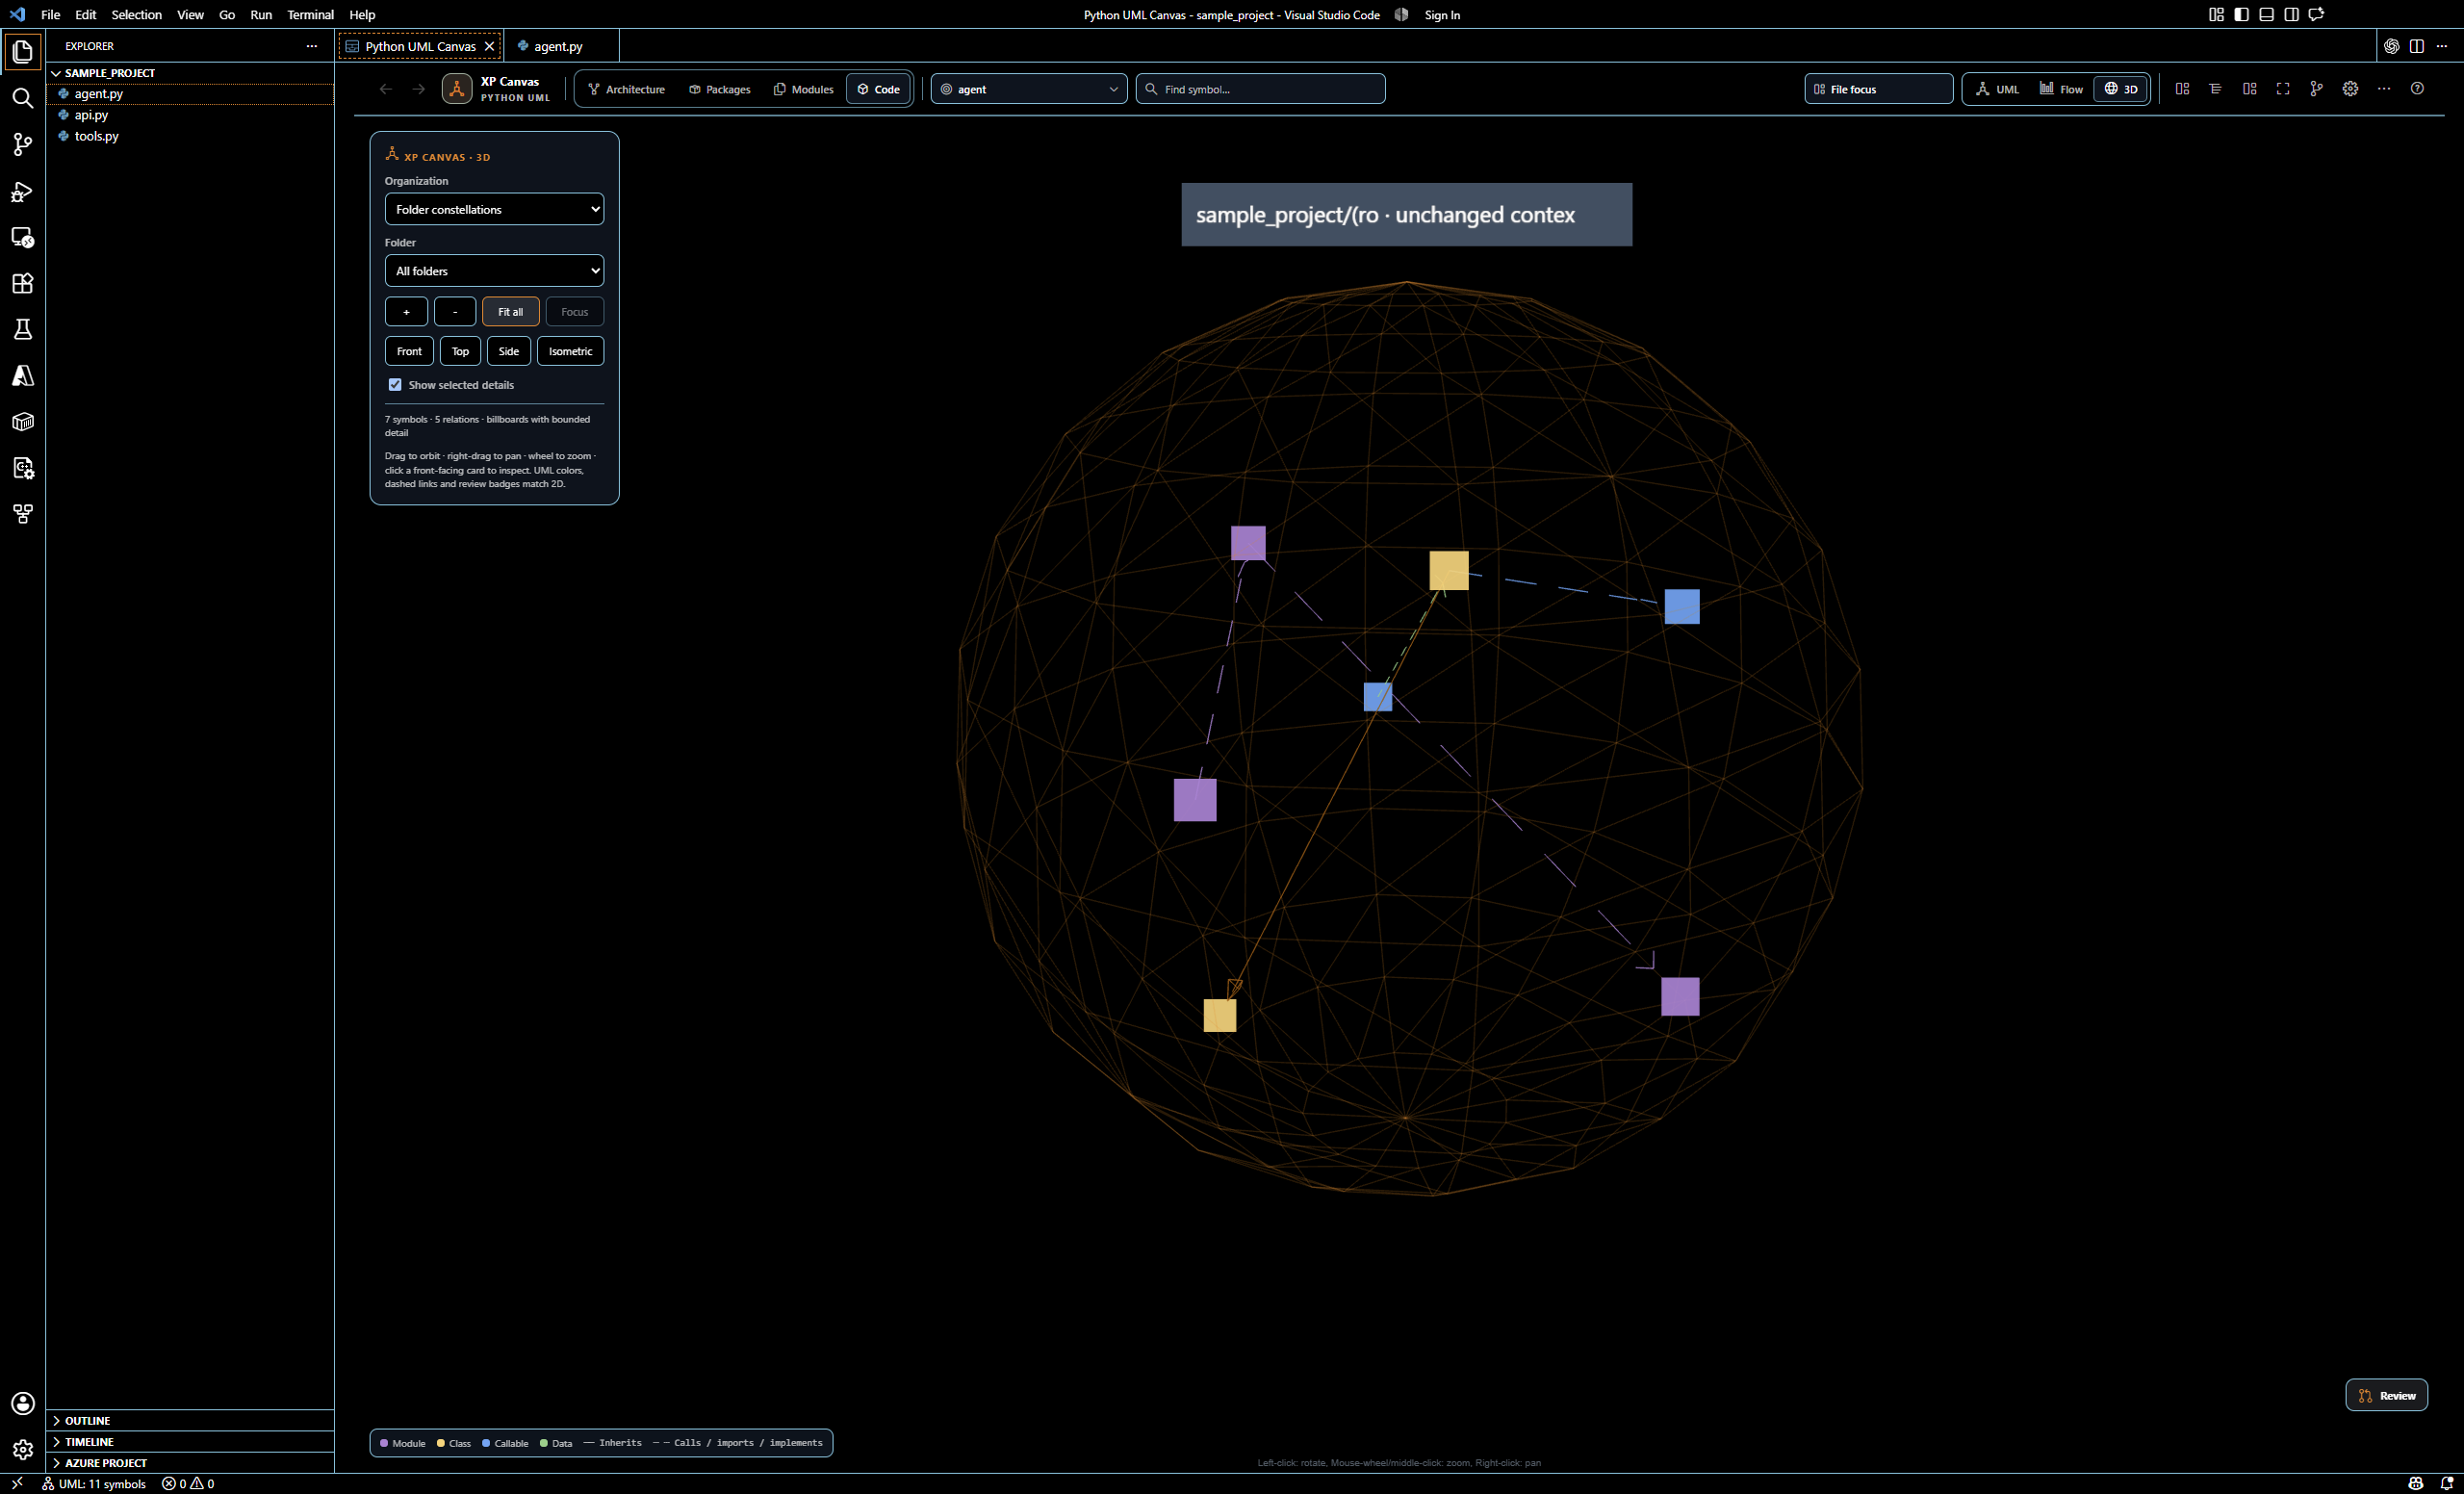 File Edit Selection View Go Run Terminal Help
Python UML Canvas - sample_project - Visual Studio Code
Sign In
EXPLORER
SAMPLE_PROJECT
agent.py
api.py
tools.py
OUTLINE
TIMELINE
AZURE PROJECT
Python UML Canvas
agent.py
XP Canvas
PYTHON UML
Architecture
Packages
Modules
Code
agent
Find symbol...
File focus
UML
Flow
3D
XP CANVAS · 3D
Organization
Folder constellations
Folder
All folders
+ - Fit all Focus
Front Top Side Isometric
Show selected details
7 symbols · 5 relations · billboards with bounded
detail
Drag to orbit · right-drag to pan · wheel to zoom ·
click a front-facing card to inspect. UML colors,
dashed links and review badges match 2D.
sample_project/(ro · unchanged contex
Review
Module Class Callable Data Inherits Calls / imports / implements
Left-click: rotate, Mouse-wheel/middle-click: zoom, Right-click: pan
UML: 11 symbols 0 0